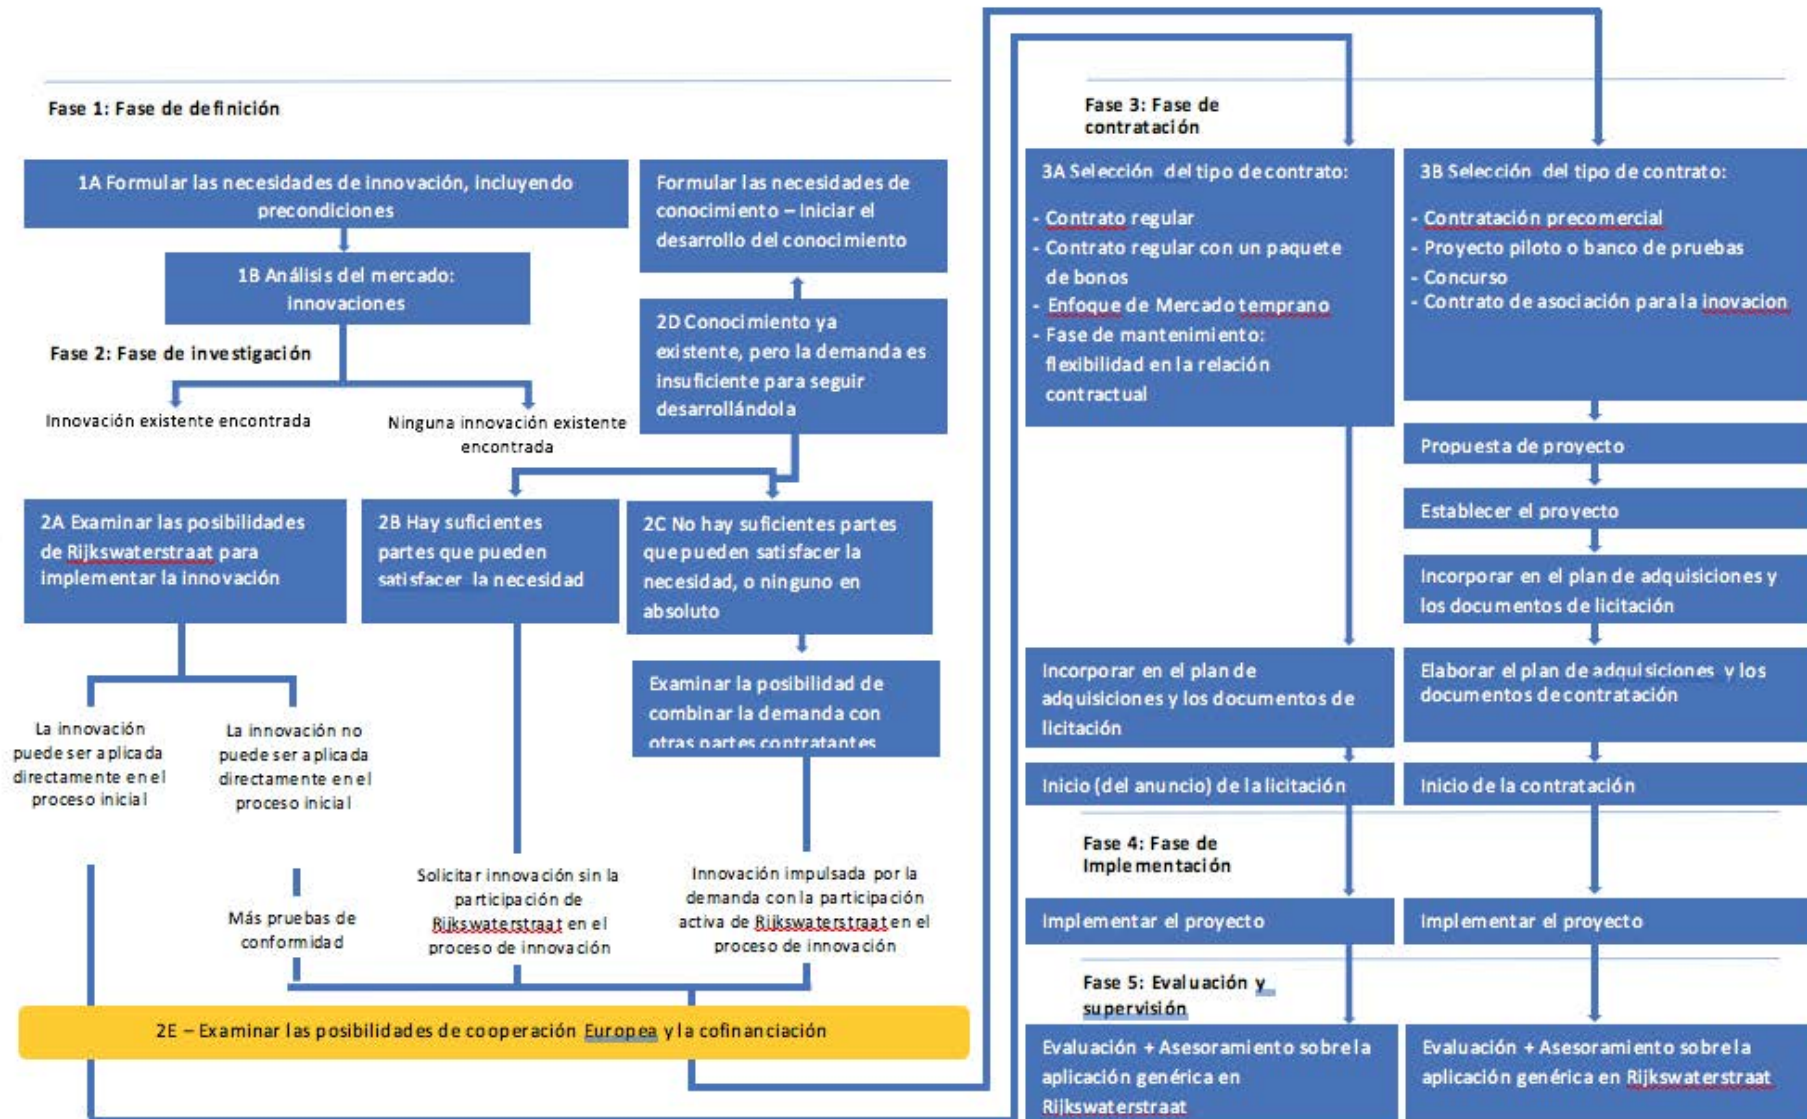 Fase 1: Fase de definición
1A Formular las necesidades de innovación, incluyendo
precondiciones
Formular las necesidades de
conocimiento – Iniciar el
desarrollo del conocimiento
1B Análisis del mercado:
innovaciones
2D Conocimiento ya
existente, pero la demanda es
insuficiente para seguir
desarrollándola
Fase 2: Fase de investigación
Innovación existente encontrada
Ninguna innovación existente
encontrada
2A Examinar las posibilidades
de Rijkswaterstraat para
implementar la innovación
2B Hay suficientes
partes que pueden
satisfacer la necesidad
2C No hay suficientes partes
que pueden satisfacer la
necesidad, o ninguno en
absoluto
Examinar la posibilidad de
combinar la demanda con
otras partes contratantes
La innovación
puede ser aplicada
directamente en el
proceso inicial
La innovación no
puede ser aplicada
directamente en el
proceso inicial
Más pruebas de
conformidad
Solicitar innovación sin la
participación de
Rijkswaterstraat en el
proceso de innovación
Innovación impulsada por la
demanda con la participación
activa de Rijkswaterstraat en el
proceso de innovación
2E – Examinar las posibilidades de cooperación Europea y la cofinanciación
Fase 3: Fase de
contratación
3A Selección del tipo de contrato:
- Contrato regular
- Contrato regular con un paquete
de bonos
- Enfoque de Mercado temprano
- Fase de mantenimiento:
flexibilidad en la relación
contractual
Incorporar en el plan de
adquisiciones y los documentos de
licitación
Inicio (del anuncio) de la licitación
3B Selección del tipo de contrato:
- Contratación precomercial
- Proyecto piloto o banco de pruebas
- Concurso
- Contrato de asociación para la inovacion
Propuesta de proyecto
Establecer el proyecto
Incorporar en el plan de adquisiciones y
los documentos de licitación
Elaborar el plan de adquisiciones y los
documentos de contratación
Inicio de la contratación
Fase 4: Fase de
Implementación
Implementar el proyecto
Implementar el proyecto
Fase 5: Evaluación y
supervisión
Evaluación + Asesoramiento sobre la
aplicación genérica en
Rijkswaterstraat
Evaluación + Asesoramiento sobre la
aplicación genérica en Rijkswaterstraat